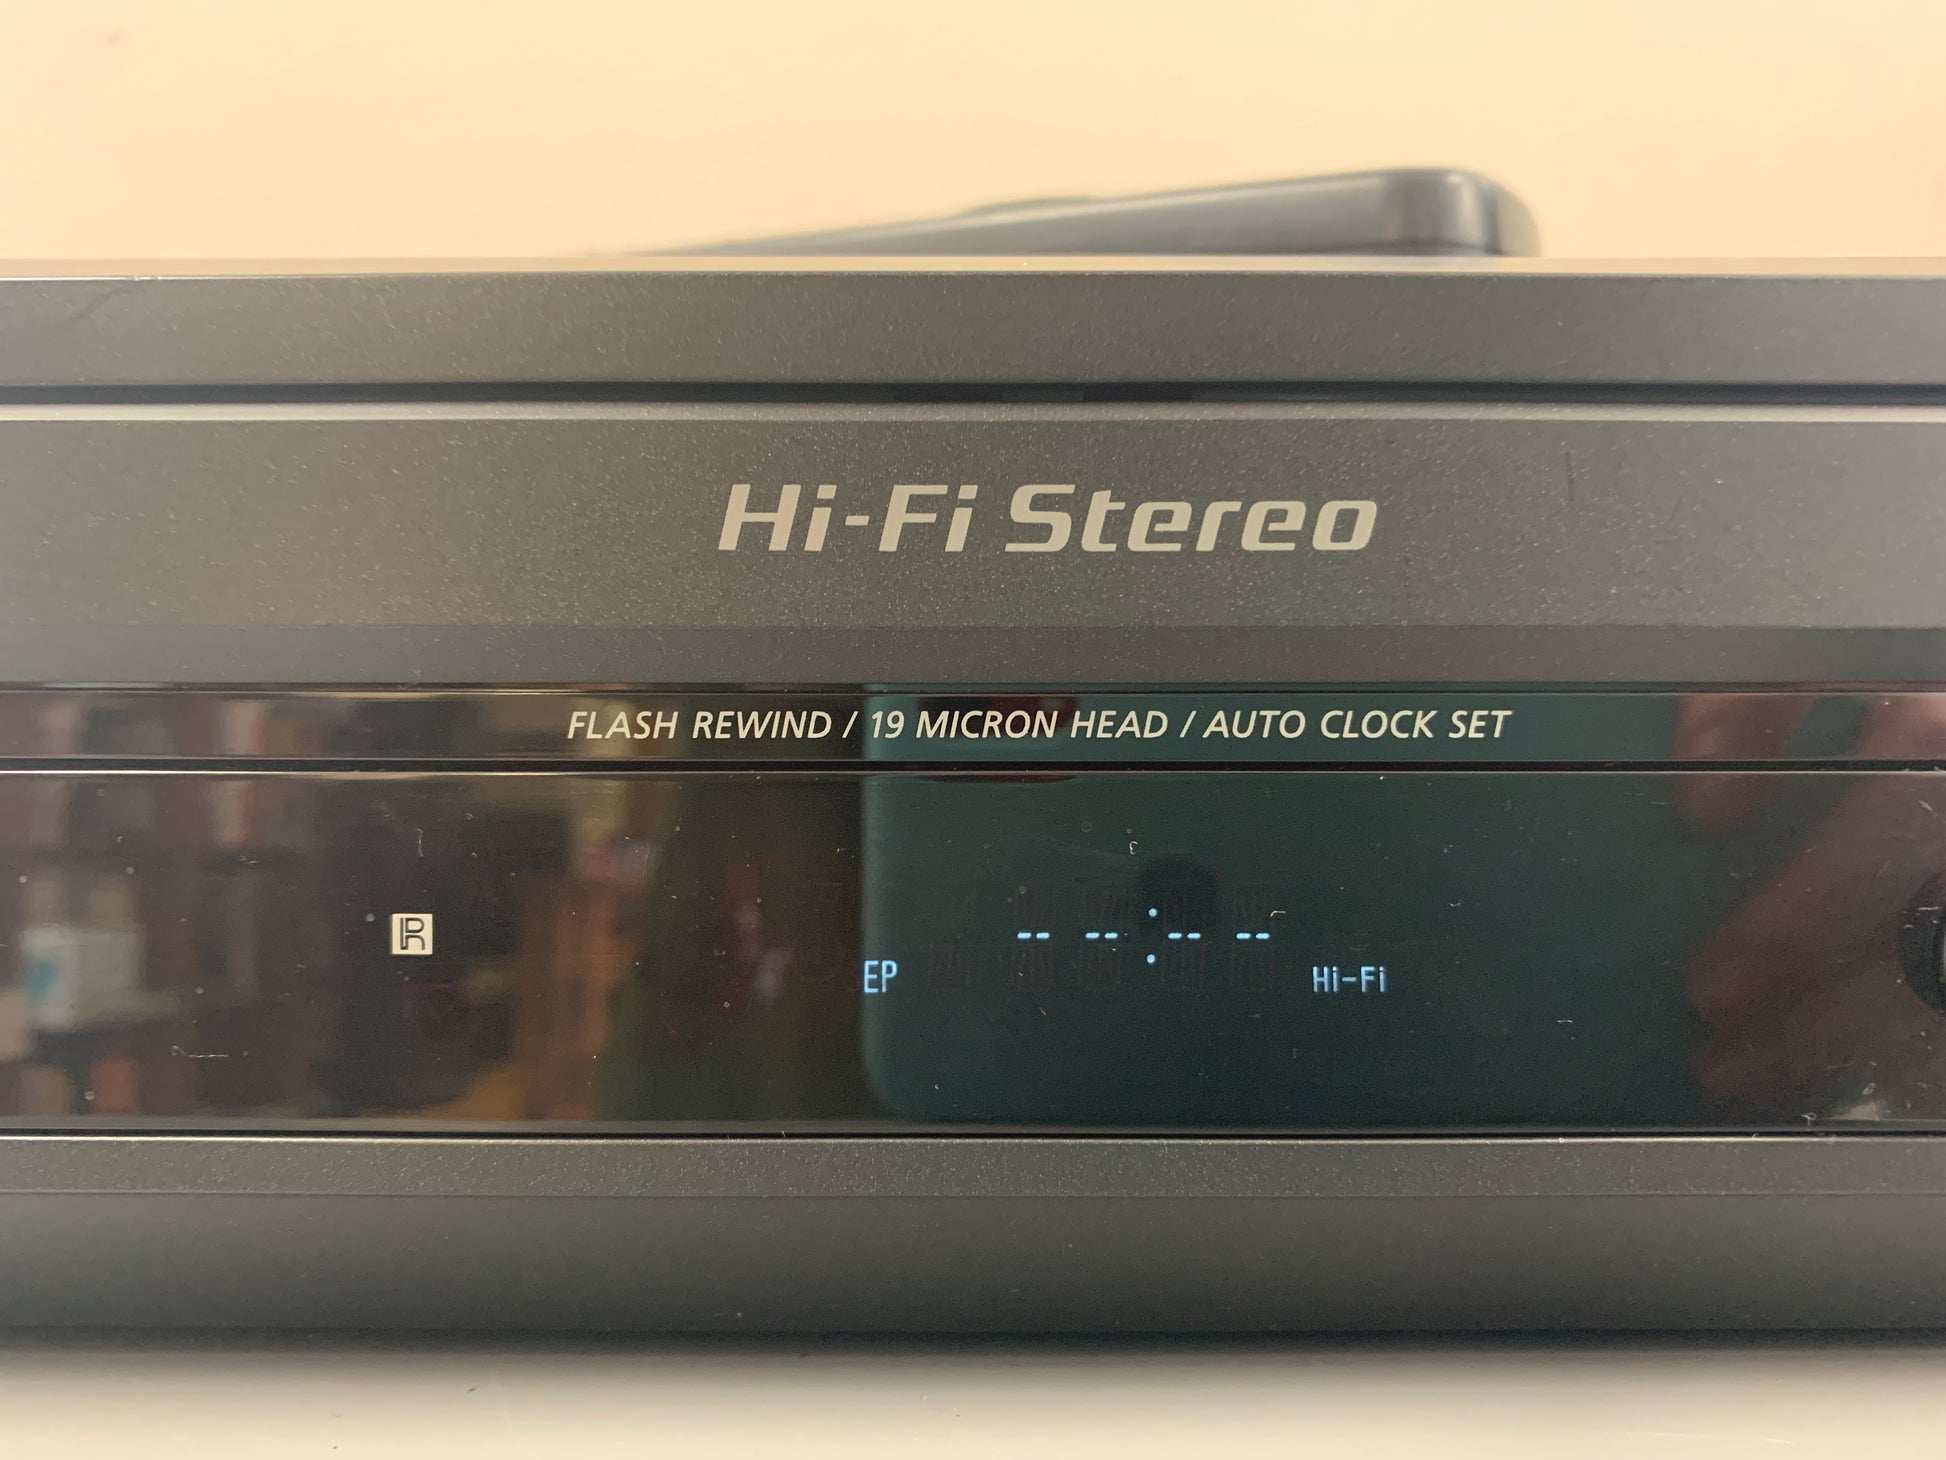 Hi-Fi Stereo
FLASH REWIND / 19 MICRON HEAD / AUTO CLOCK SET
R
-- -- : -- --
EP
Hi-Fi